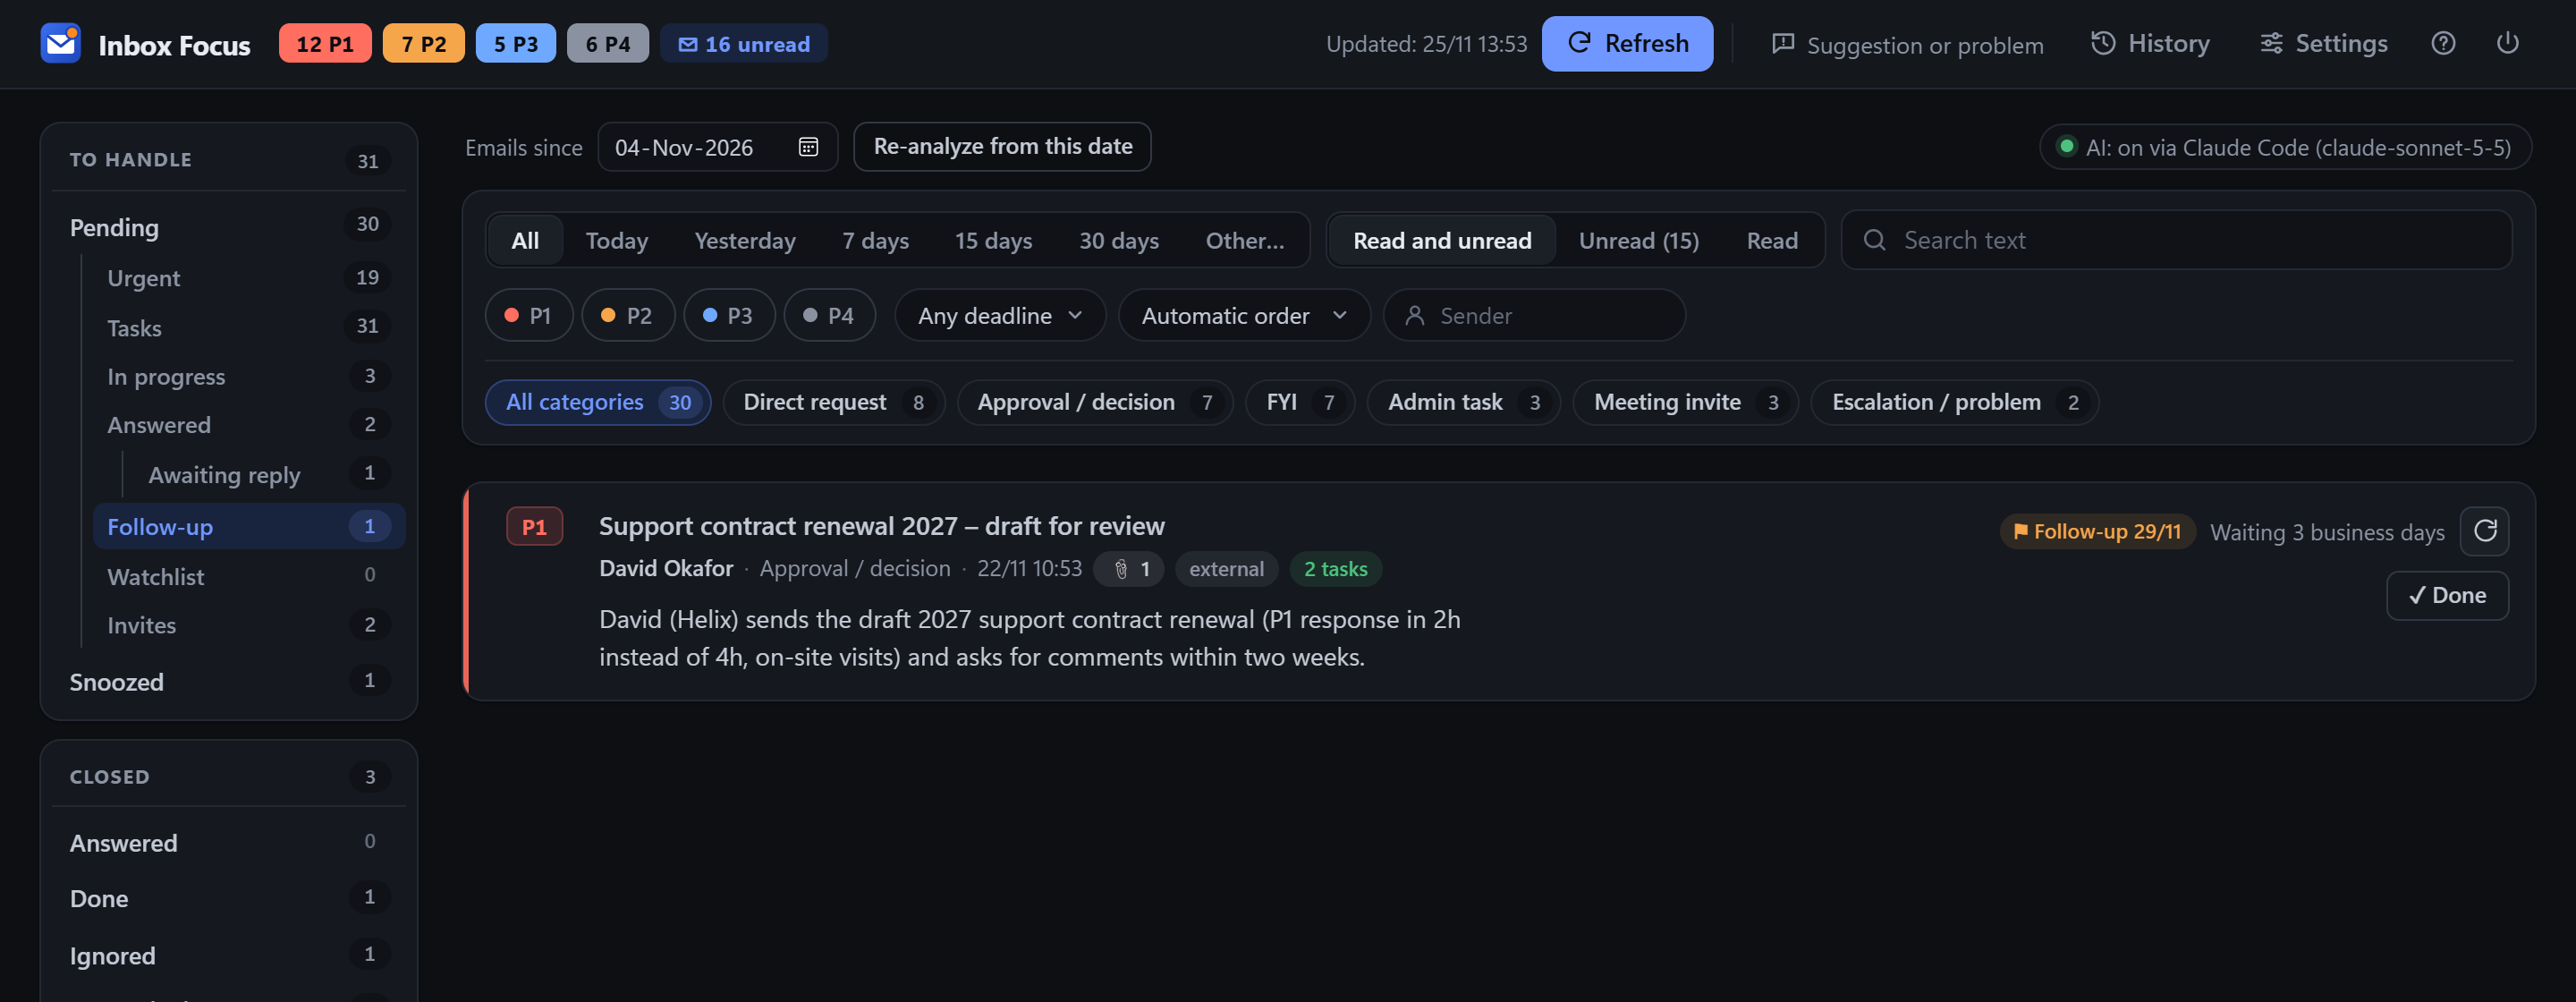 Inbox Focus
12 P1
7 P2
5 P3
6 P4
16 unread
Updated: 25/11 13:53
Refresh
Suggestion or problem
History
Settings
TO HANDLE 31
Pending 30
Urgent 19
Tasks 31
In progress 3
Answered 2
Awaiting reply 1
Follow-up 1
Watchlist 0
Invites 2
Snoozed 1
CLOSED 3
Answered 0
Done 1
Ignored 1
Emails since 04-Nov-2026 Re-analyze from this date
AI: on via Claude Code (claude-sonnet-5-5)
All Today Yesterday 7 days 15 days 30 days Other...
Read and unread Unread (15) Read
Search text
P1 P2 P3 P4 Any deadline Automatic order Sender
All categories 30 Direct request 8 Approval / decision 7 FYI 7 Admin task 3 Meeting invite 3 Escalation / problem 2
P1 Support contract renewal 2027 – draft for review
Follow-up 29/11 Waiting 3 business days
David Okafor · Approval / decision · 22/11 10:53 1 external 2 tasks
✓ Done
David (Helix) sends the draft 2027 support contract renewal (P1 response in 2h
instead of 4h, on-site visits) and asks for comments within two weeks.